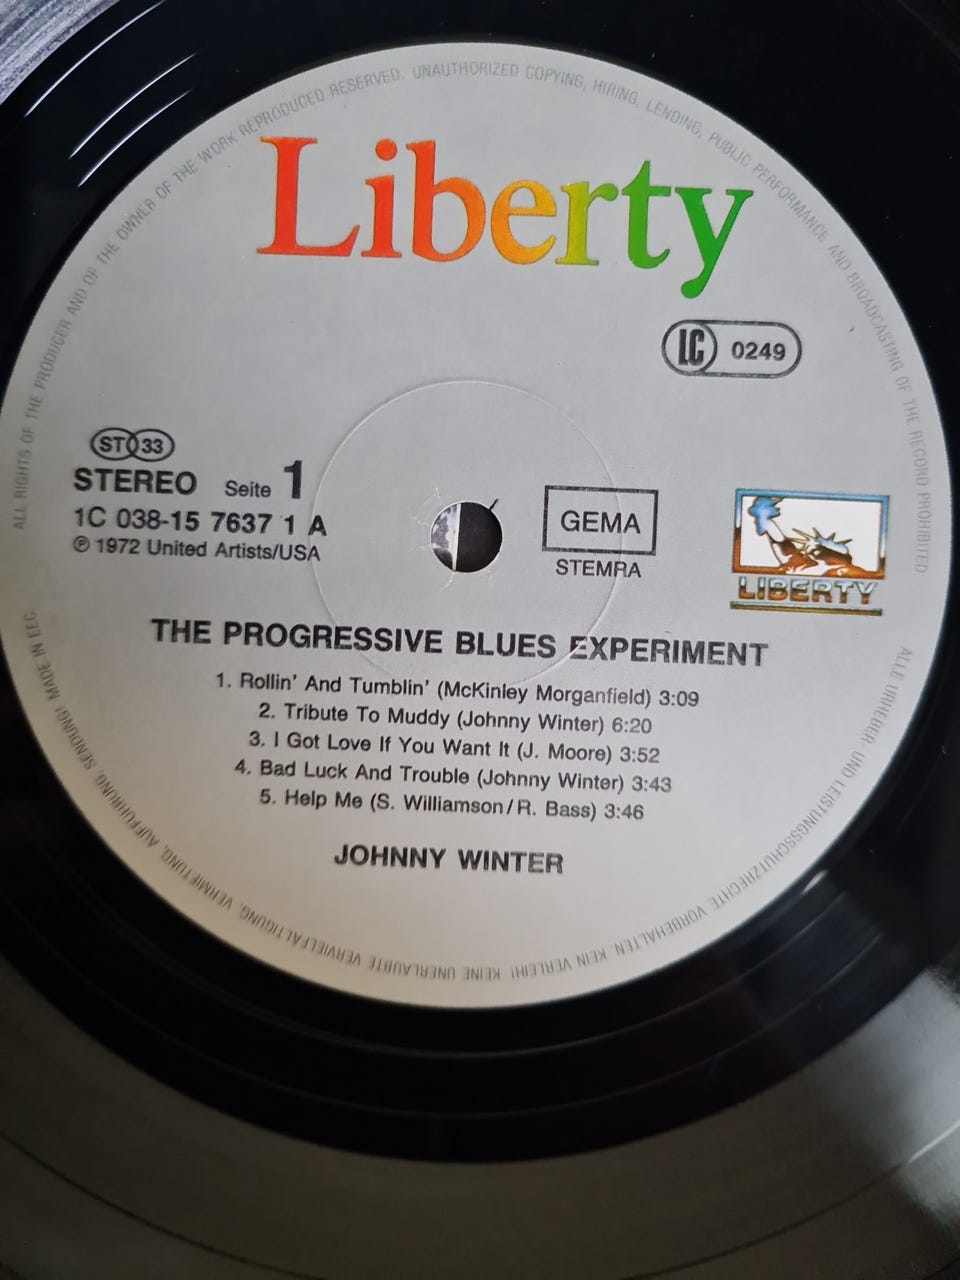 ALL RIGHTS OF THE PRODUCER AND OF THE OWNER OF THE WORK REPRODUCED RESERVED. UNAUTHORIZED COPYING, HIRING, LENDING, PUBLIC PERFORMANCE AND BROADCASTING OF THE RECORD PROHIBITED
Liberty
LC 0249
ST 33
STEREO Seite 1
1C 038-15 7637 1 A
℗ 1972 United Artists/USA
GEMA
STEMRA
LIBERTY
THE PROGRESSIVE BLUES EXPERIMENT
1. Rollin' And Tumblin' (McKinley Morganfield) 3:09
2. Tribute To Muddy (Johnny Winter) 6:20
3. I Got Love If You Want It (J. Moore) 3:52
4. Bad Luck And Trouble (Johnny Winter) 3:43
5. Help Me (S. Williamson/R. Bass) 3:46
JOHNNY WINTER
ALLE URHEBER- UND LEISTUNGSSCHUTZRECHTE VORBEHALTEN. KEIN VERLEIH! KEINE UNERLAUBTE VERVIELFÄLTIGUNG, VERMIETUNG, AUFFÜHRUNG, SENDUNG! MADE IN EEC